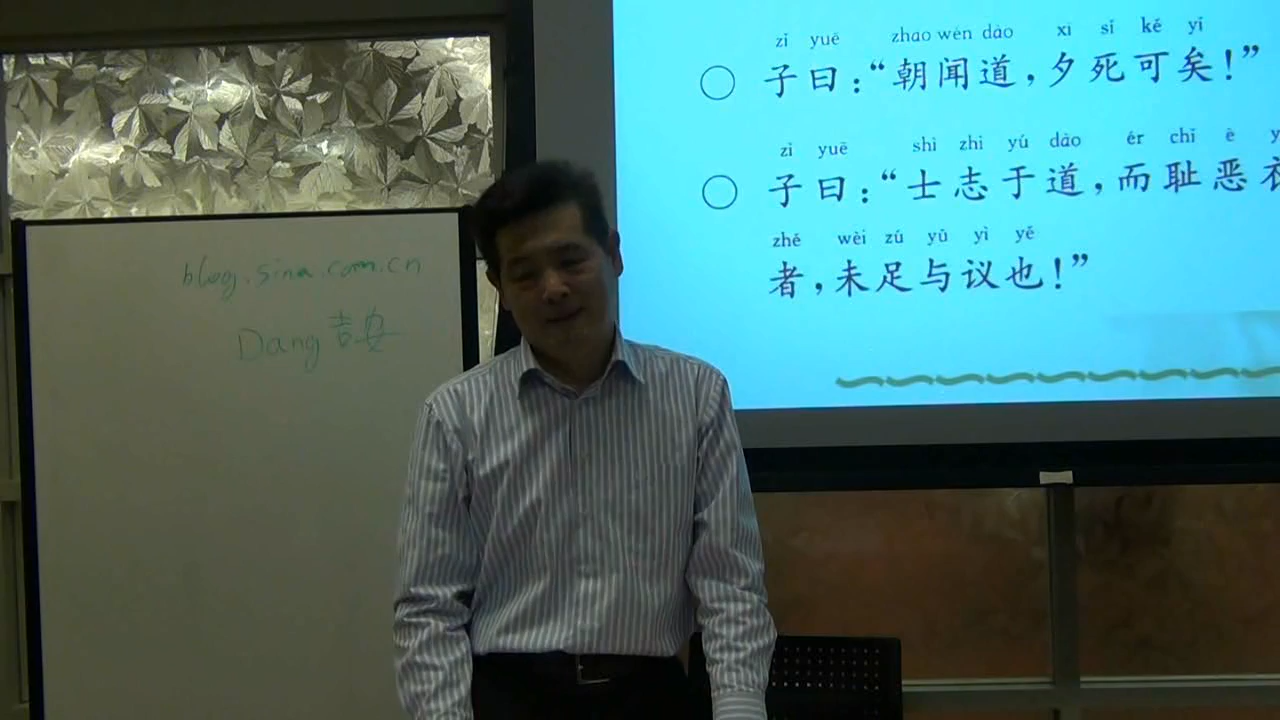 blog.sina.com.cn
Dang吉安
zǐ yuē zhao wén dào xī sǐ kě yǐ
○ 子曰：“朝闻道，夕死可矣！”
zǐ yuē shì zhì yú dào ér chǐ è y
○ 子曰：“士志于道，而耻恶衣
zhě wèi zú yǔ yì yě
者，未足与议也！”